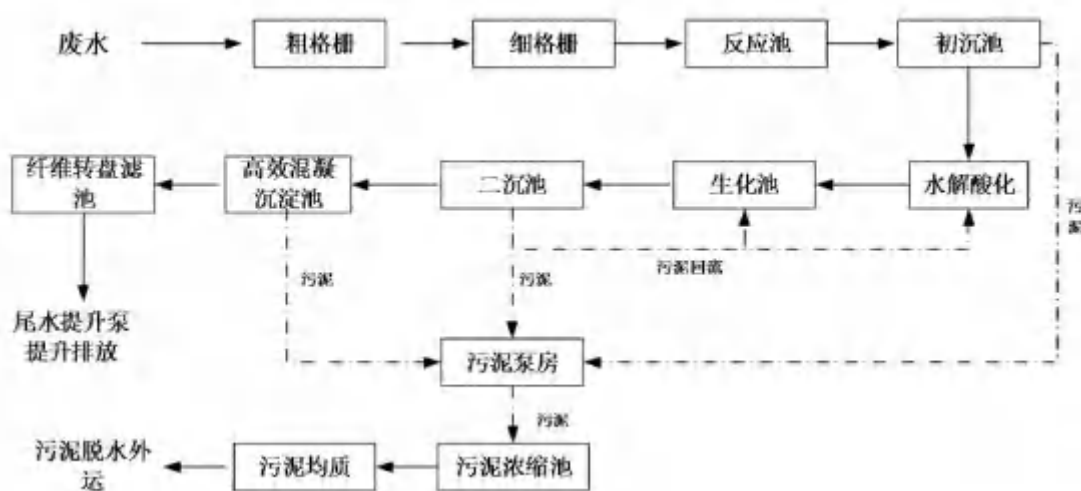 废水
粗格栅
细格栅
反应池
初沉池
纤维转盘滤
池
高效混凝
沉淀池
二沉池
生化池
水解酸化
污
泥
污泥回流
污泥
污泥
尾水提升泵
提升排放
污泥泵房
污泥
污泥脱水外
运
污泥均质
污泥浓缩池